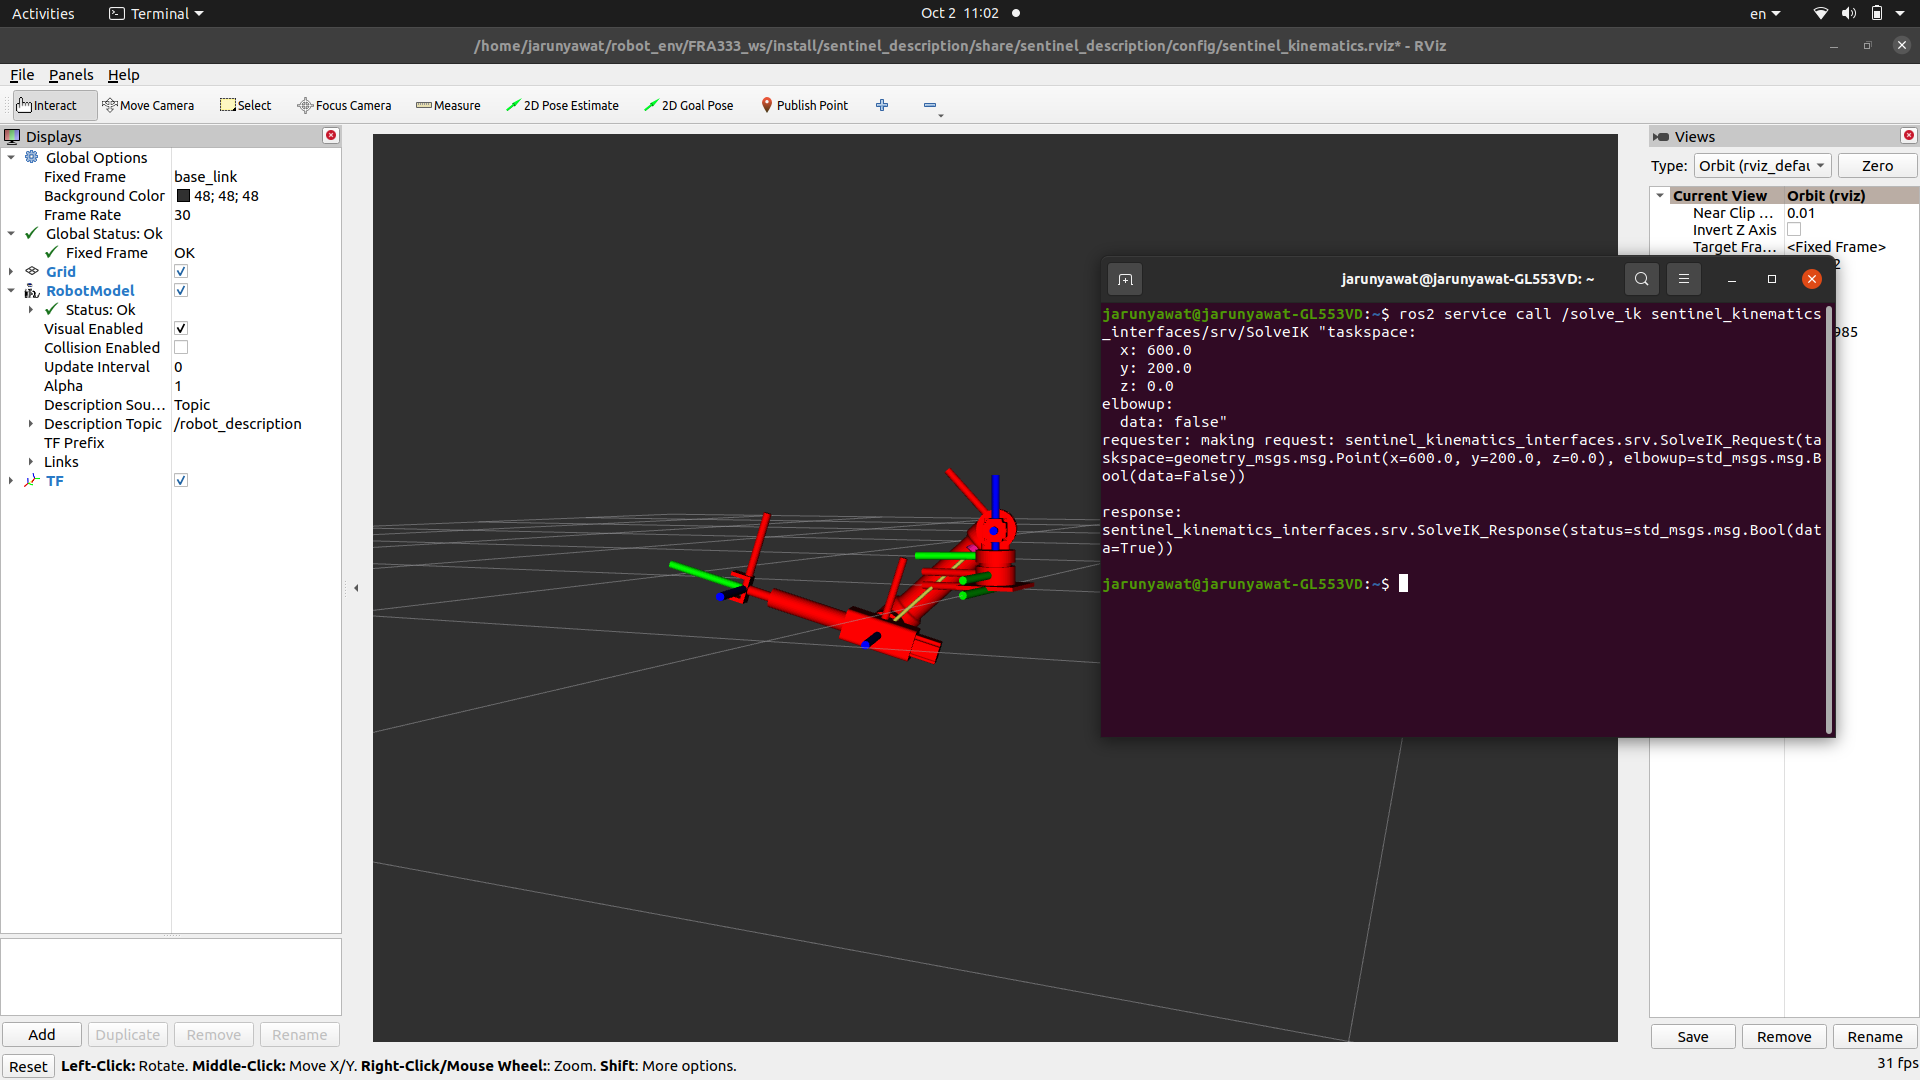 Activities
Terminal
Oct 2 11:02
en
/home/jarunyawat/robot_env/FRA333_ws/install/sentinel_description/share/sentinel_description/config/sentinel_kinematics.rviz* - RViz
File Panels Help
Interact
Move Camera
Select
Focus Camera
Measure
2D Pose Estimate
2D Goal Pose
Publish Point
Displays
Global Options
Fixed Frame base_link
Background Color 48; 48; 48
Frame Rate 30
Global Status: Ok
Fixed Frame OK
Grid
RobotModel
Status: Ok
Visual Enabled
Collision Enabled
Update Interval 0
Alpha 1
Description Sou... Topic
Description Topic /robot_description
TF Prefix
Links
TF
Add Duplicate Remove Rename
Views
Type: Orbit (rviz_defau Zero
Current View Orbit (rviz)
Near Clip ... 0.01
Invert Z Axis
Target Fra... <Fixed Frame>
2
985
jarunyawat@jarunyawat-GL553VD: ~
jarunyawat@jarunyawat-GL553VD:~$ ros2 service call /solve_ik sentinel_kinematics
_interfaces/srv/SolveIK "taskspace:
x: 600.0
y: 200.0
z: 0.0
elbowup:
data: false"
requester: making request: sentinel_kinematics_interfaces.srv.SolveIK_Request(ta
skspace=geometry_msgs.msg.Point(x=600.0, y=200.0, z=0.0), elbowup=std_msgs.msg.B
ool(data=False))
response:
sentinel_kinematics_interfaces.srv.SolveIK_Response(status=std_msgs.msg.Bool(dat
a=True))
jarunyawat@jarunyawat-GL553VD:~$
Save Remove Rename
Reset Left-Click: Rotate. Middle-Click: Move X/Y. Right-Click/Mouse Wheel:: Zoom. Shift: More options.
31 fps